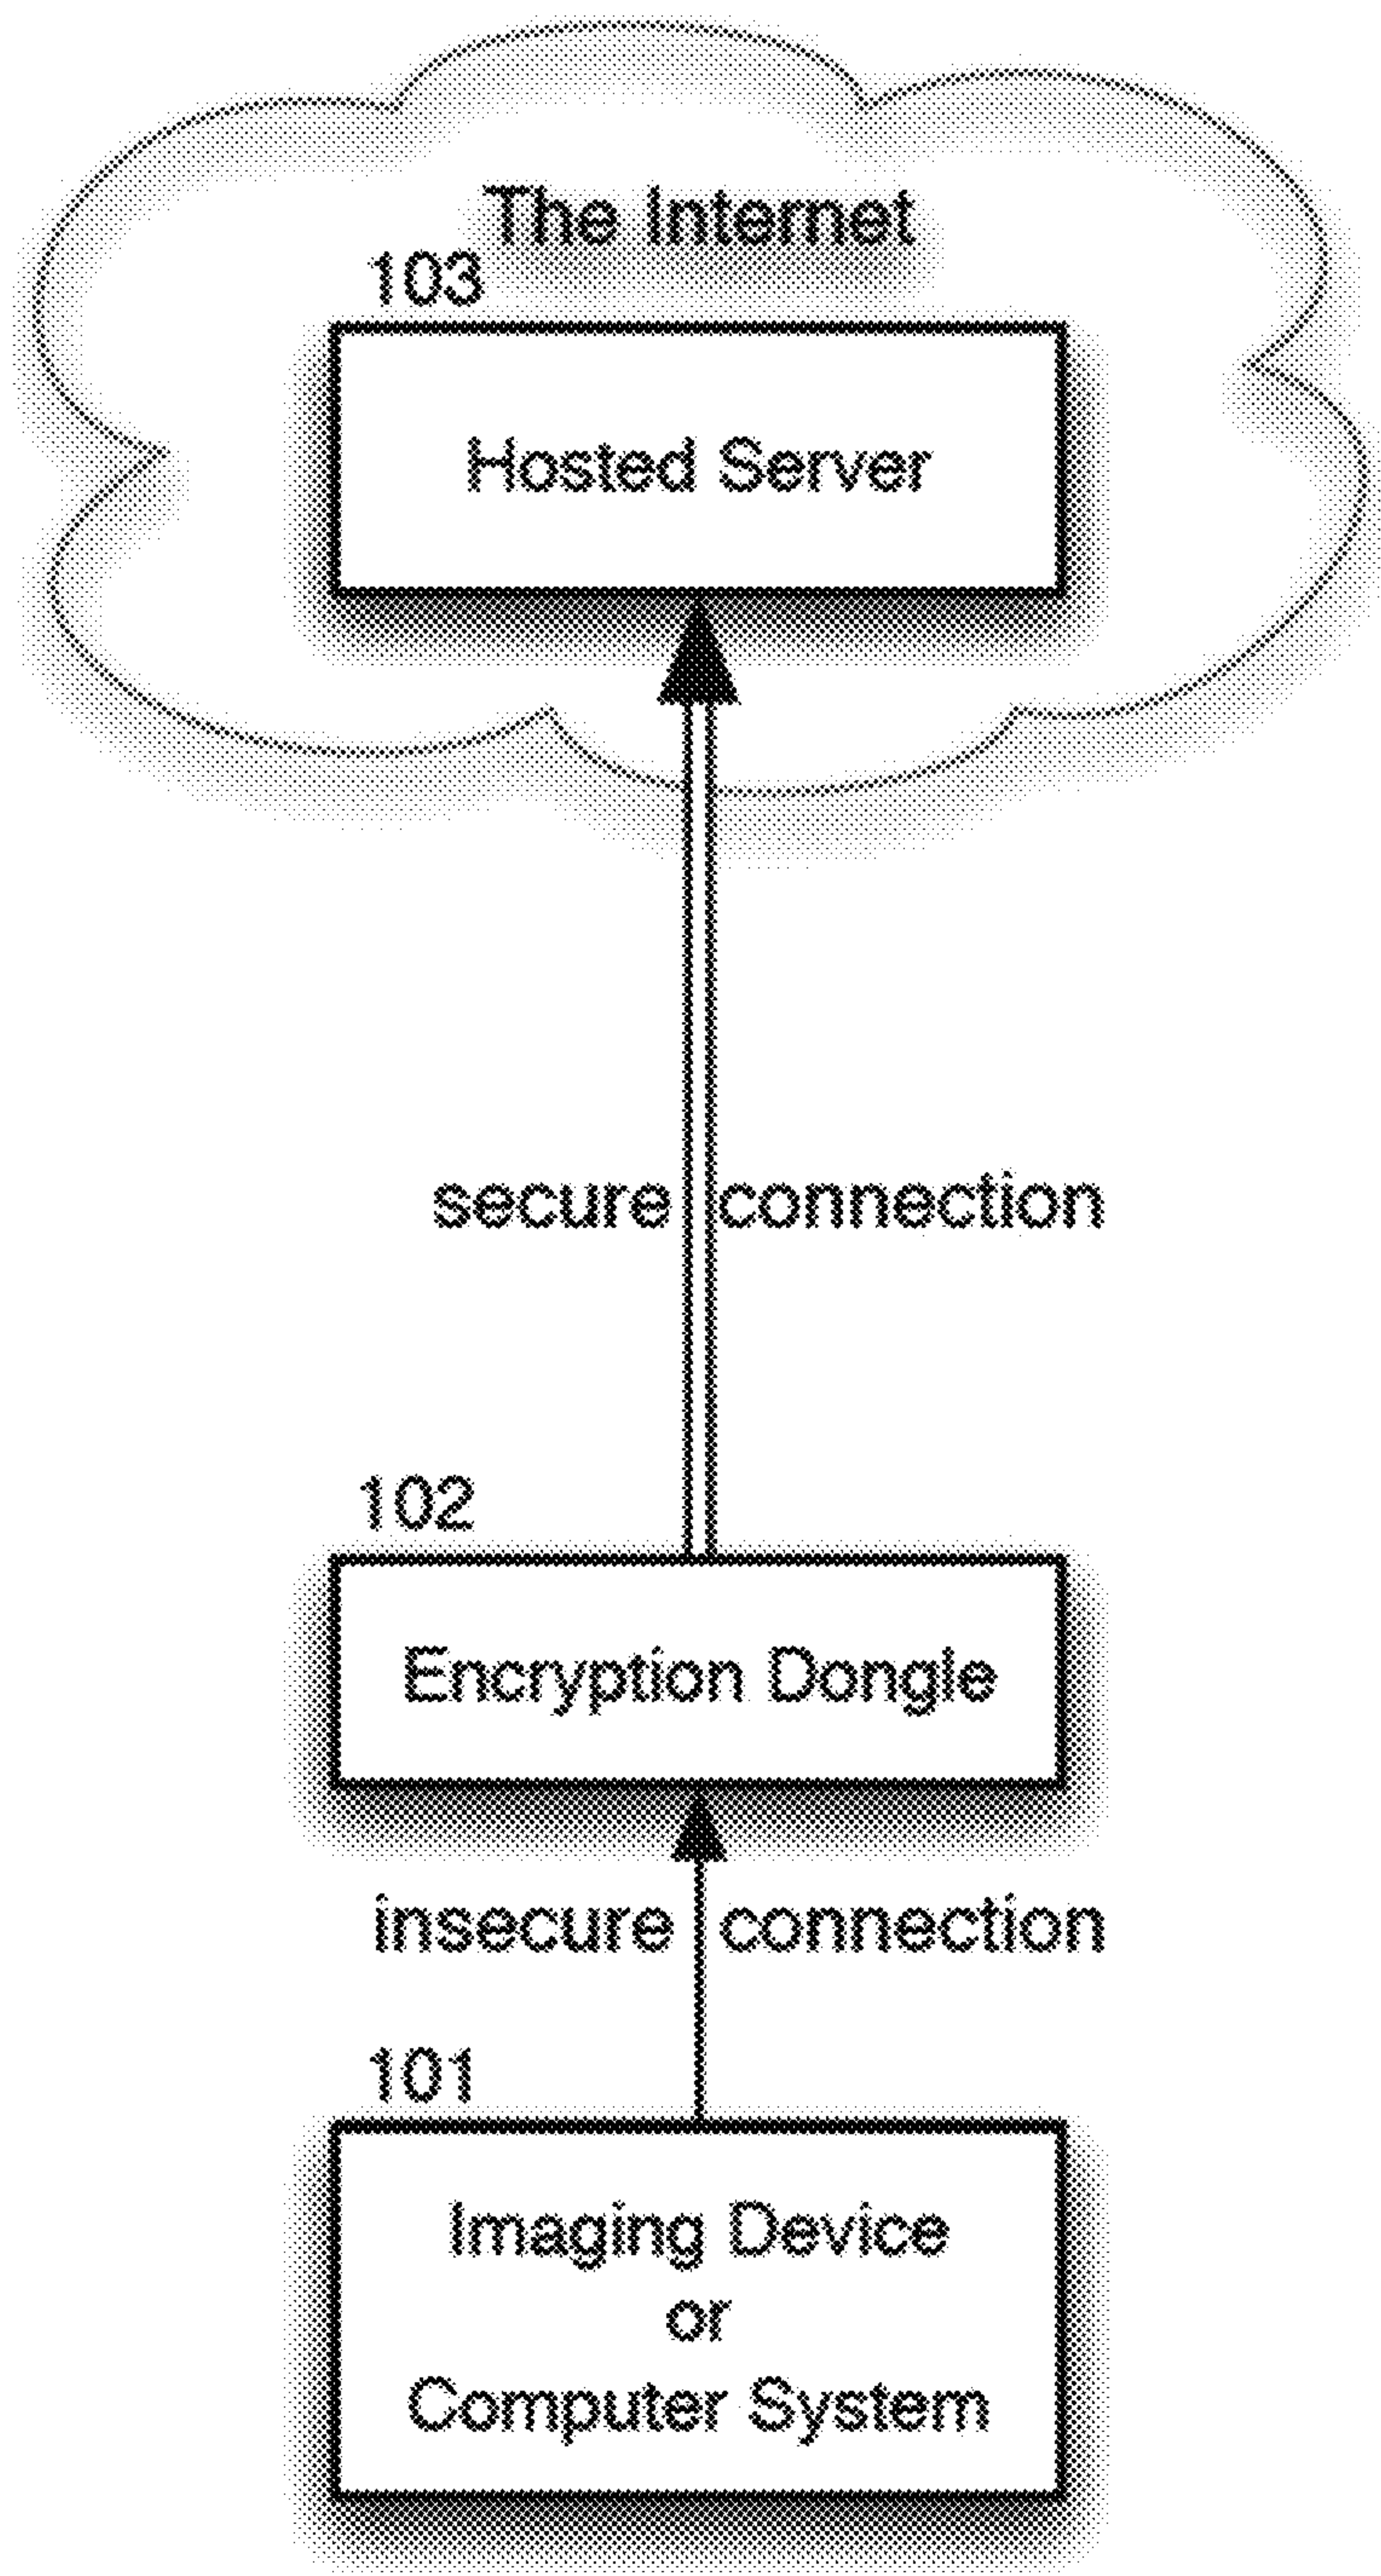 The Internet
103
Hosted Server
secure connection
102
Encryption Dongle
insecure connection
101
Imaging Device
or
Computer System